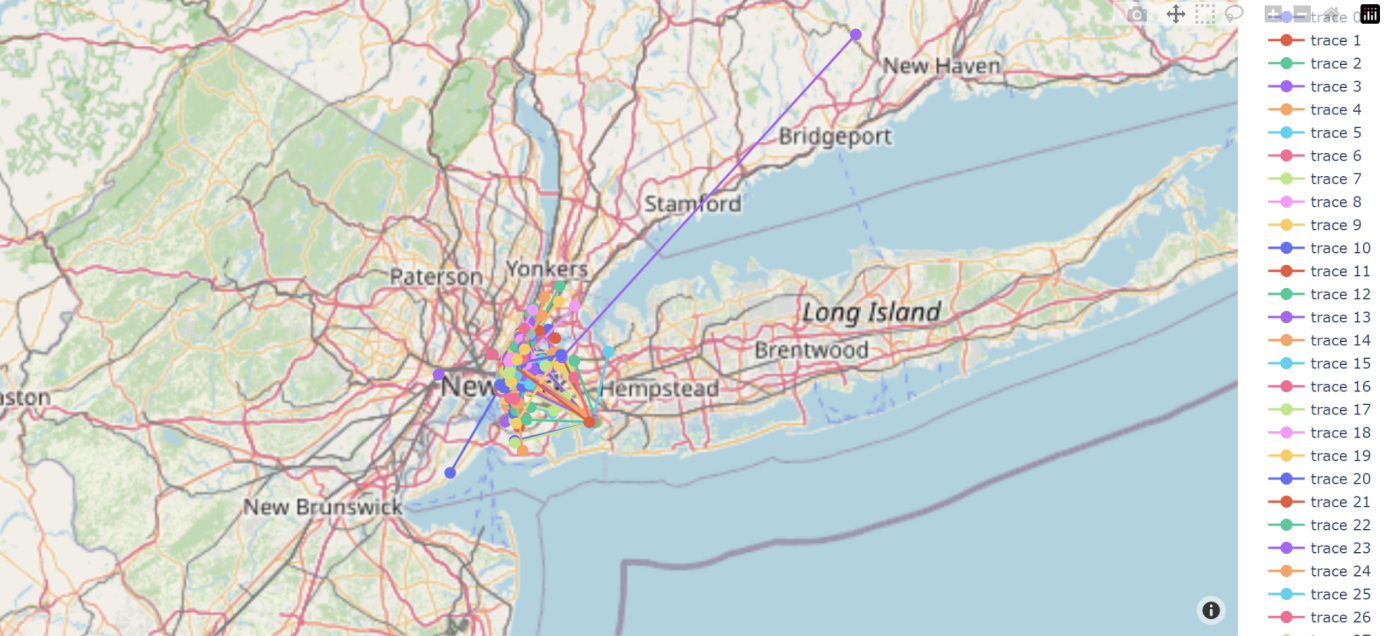 New Haven
Bridgeport
Stamford
Yonkers
Paterson
Long Island
Brentwood
New
Hempstead
aston
New Brunswick
trace 0
trace 1
trace 2
trace 3
trace 4
trace 5
trace 6
trace 7
trace 8
trace 9
trace 10
trace 11
trace 12
trace 13
trace 14
trace 15
trace 16
trace 17
trace 18
trace 19
trace 20
trace 21
trace 22
trace 23
trace 24
trace 25
trace 26